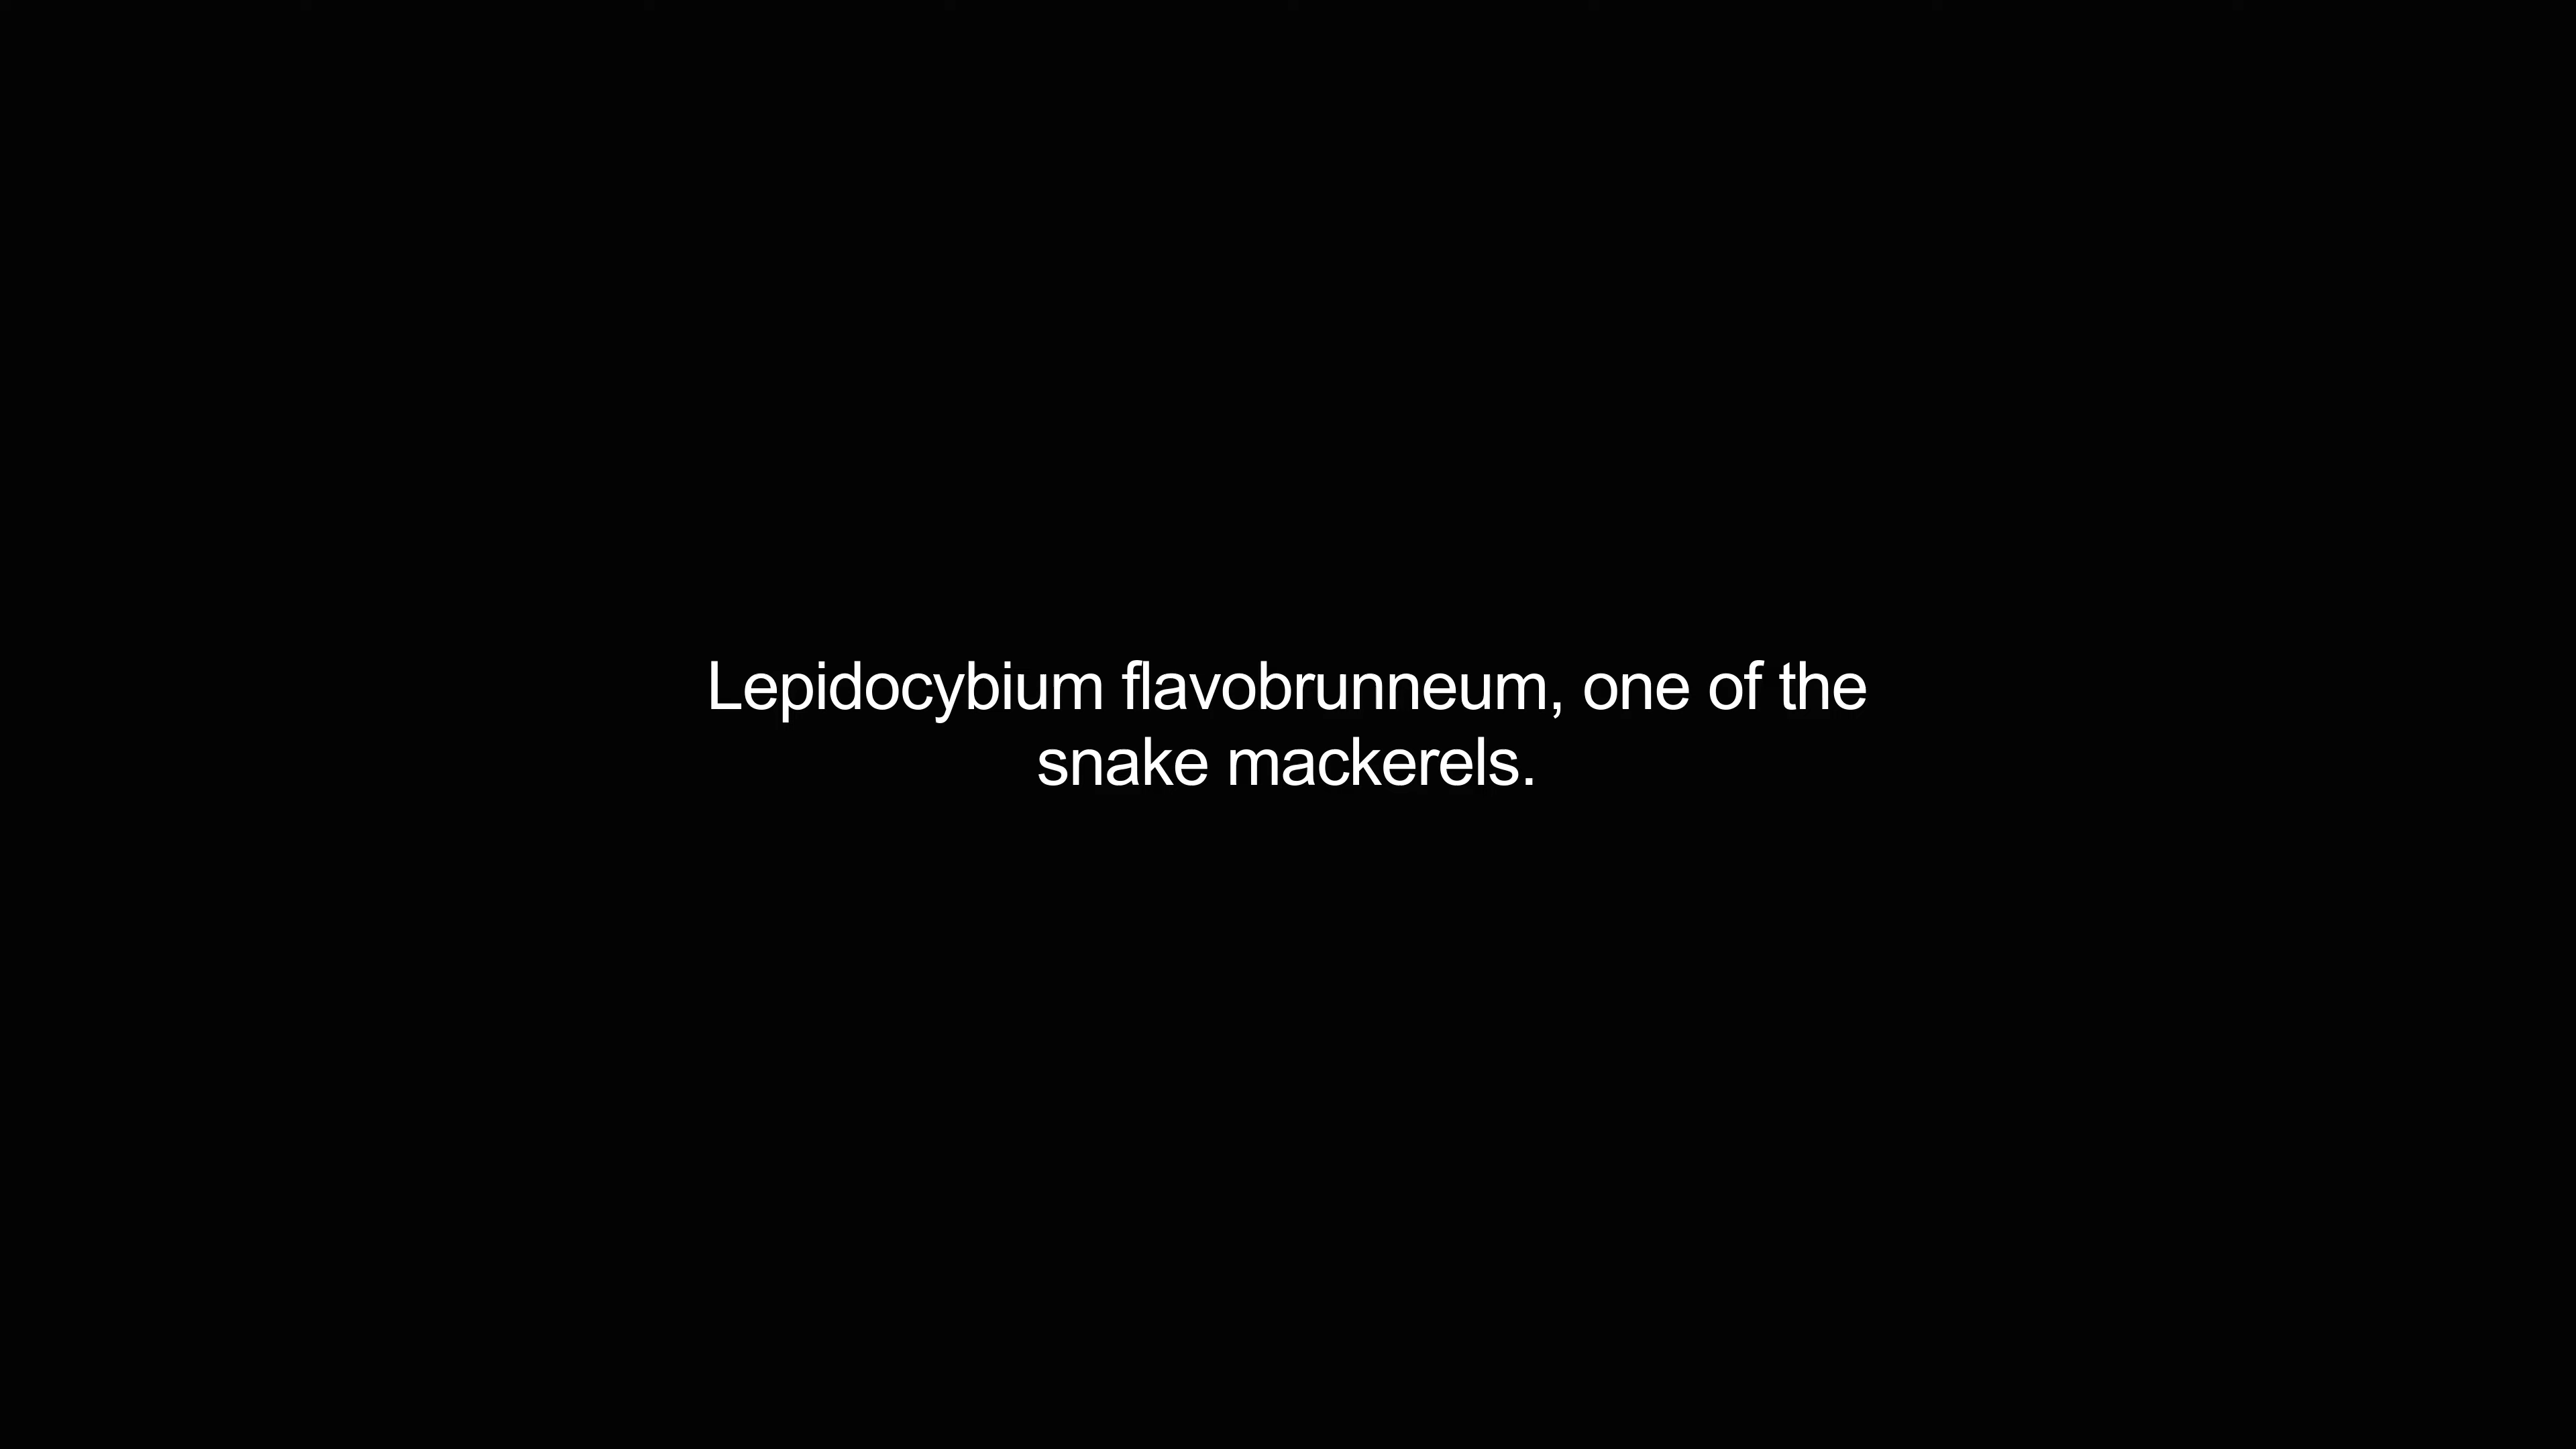 Lepidocybium flavobrunneum, one of the
snake mackerels.